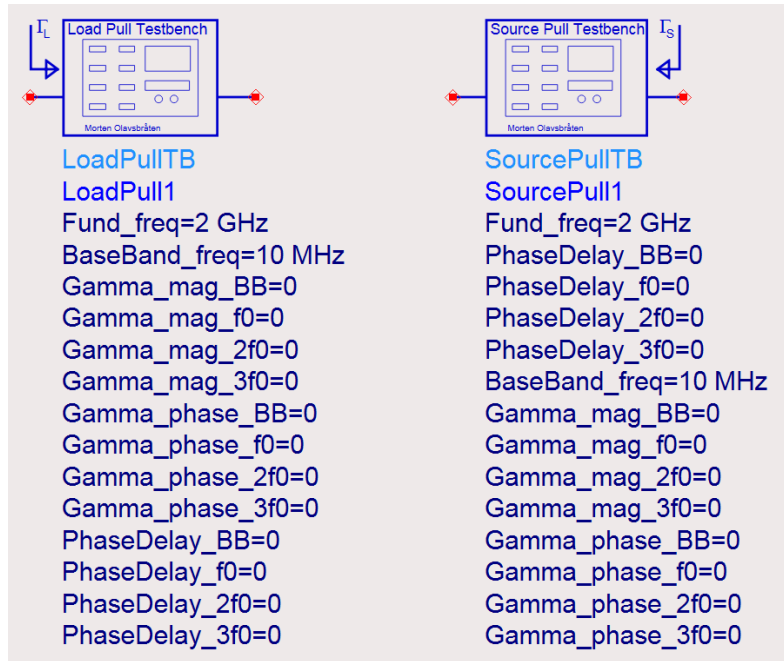 Γ_L
Load Pull Testbench
Morten Olavsbråten
LoadPullTB
LoadPull1
Fund_freq=2 GHz
BaseBand_freq=10 MHz
Gamma_mag_BB=0
Gamma_mag_f0=0
Gamma_mag_2f0=0
Gamma_mag_3f0=0
Gamma_phase_BB=0
Gamma_phase_f0=0
Gamma_phase_2f0=0
Gamma_phase_3f0=0
PhaseDelay_BB=0
PhaseDelay_f0=0
PhaseDelay_2f0=0
PhaseDelay_3f0=0
Source Pull Testbench
Γ_S
Morten Olavsbråten
SourcePullTB
SourcePull1
Fund_freq=2 GHz
PhaseDelay_BB=0
PhaseDelay_f0=0
PhaseDelay_2f0=0
PhaseDelay_3f0=0
BaseBand_freq=10 MHz
Gamma_mag_BB=0
Gamma_mag_f0=0
Gamma_mag_2f0=0
Gamma_mag_3f0=0
Gamma_phase_BB=0
Gamma_phase_f0=0
Gamma_phase_2f0=0
Gamma_phase_3f0=0